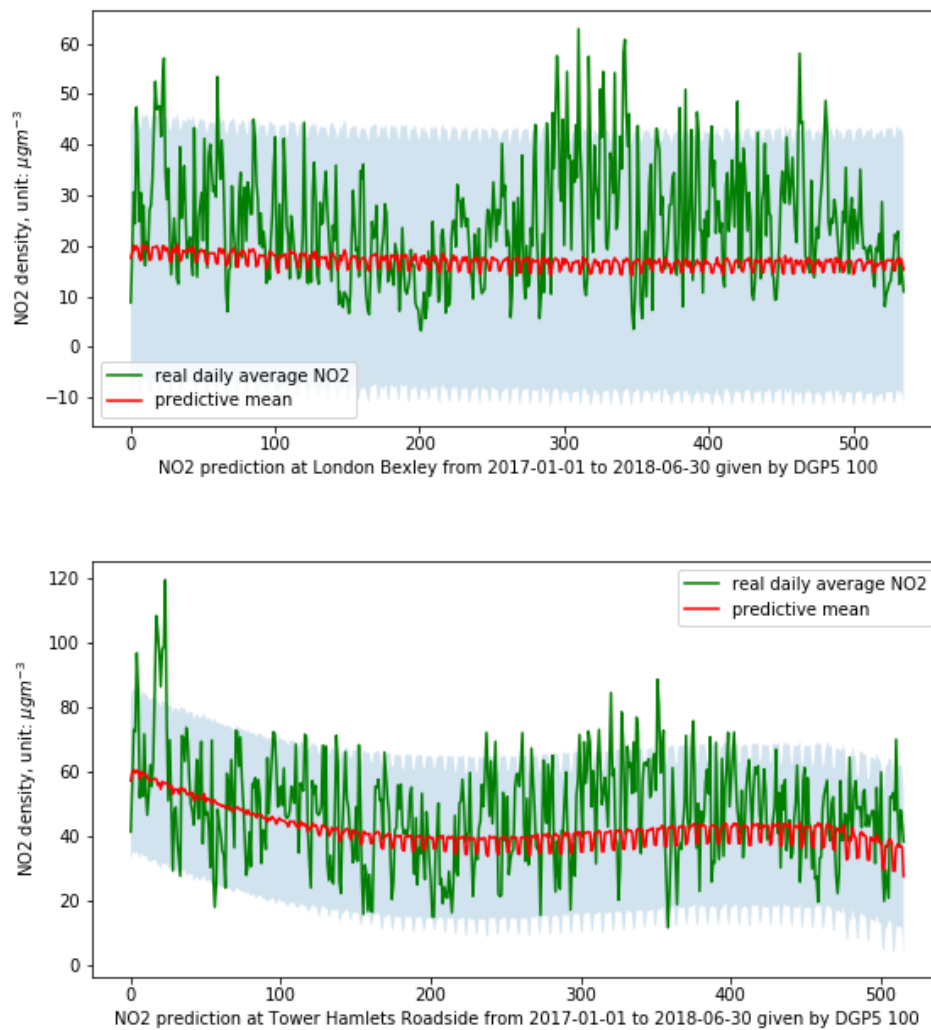 60
50
40
30
20
10
0
−10
NO2 density, unit: μgm⁻³
real daily average NO2
predictive mean
0 100 200 300 400 500
NO2 prediction at London Bexley from 2017-01-01 to 2018-06-30 given by DGP5 100
120
100
80
60
40
20
0
NO2 density, unit: μgm⁻³
real daily average NO2
predictive mean
0 100 200 300 400 500
NO2 prediction at Tower Hamlets Roadside from 2017-01-01 to 2018-06-30 given by DGP5 100